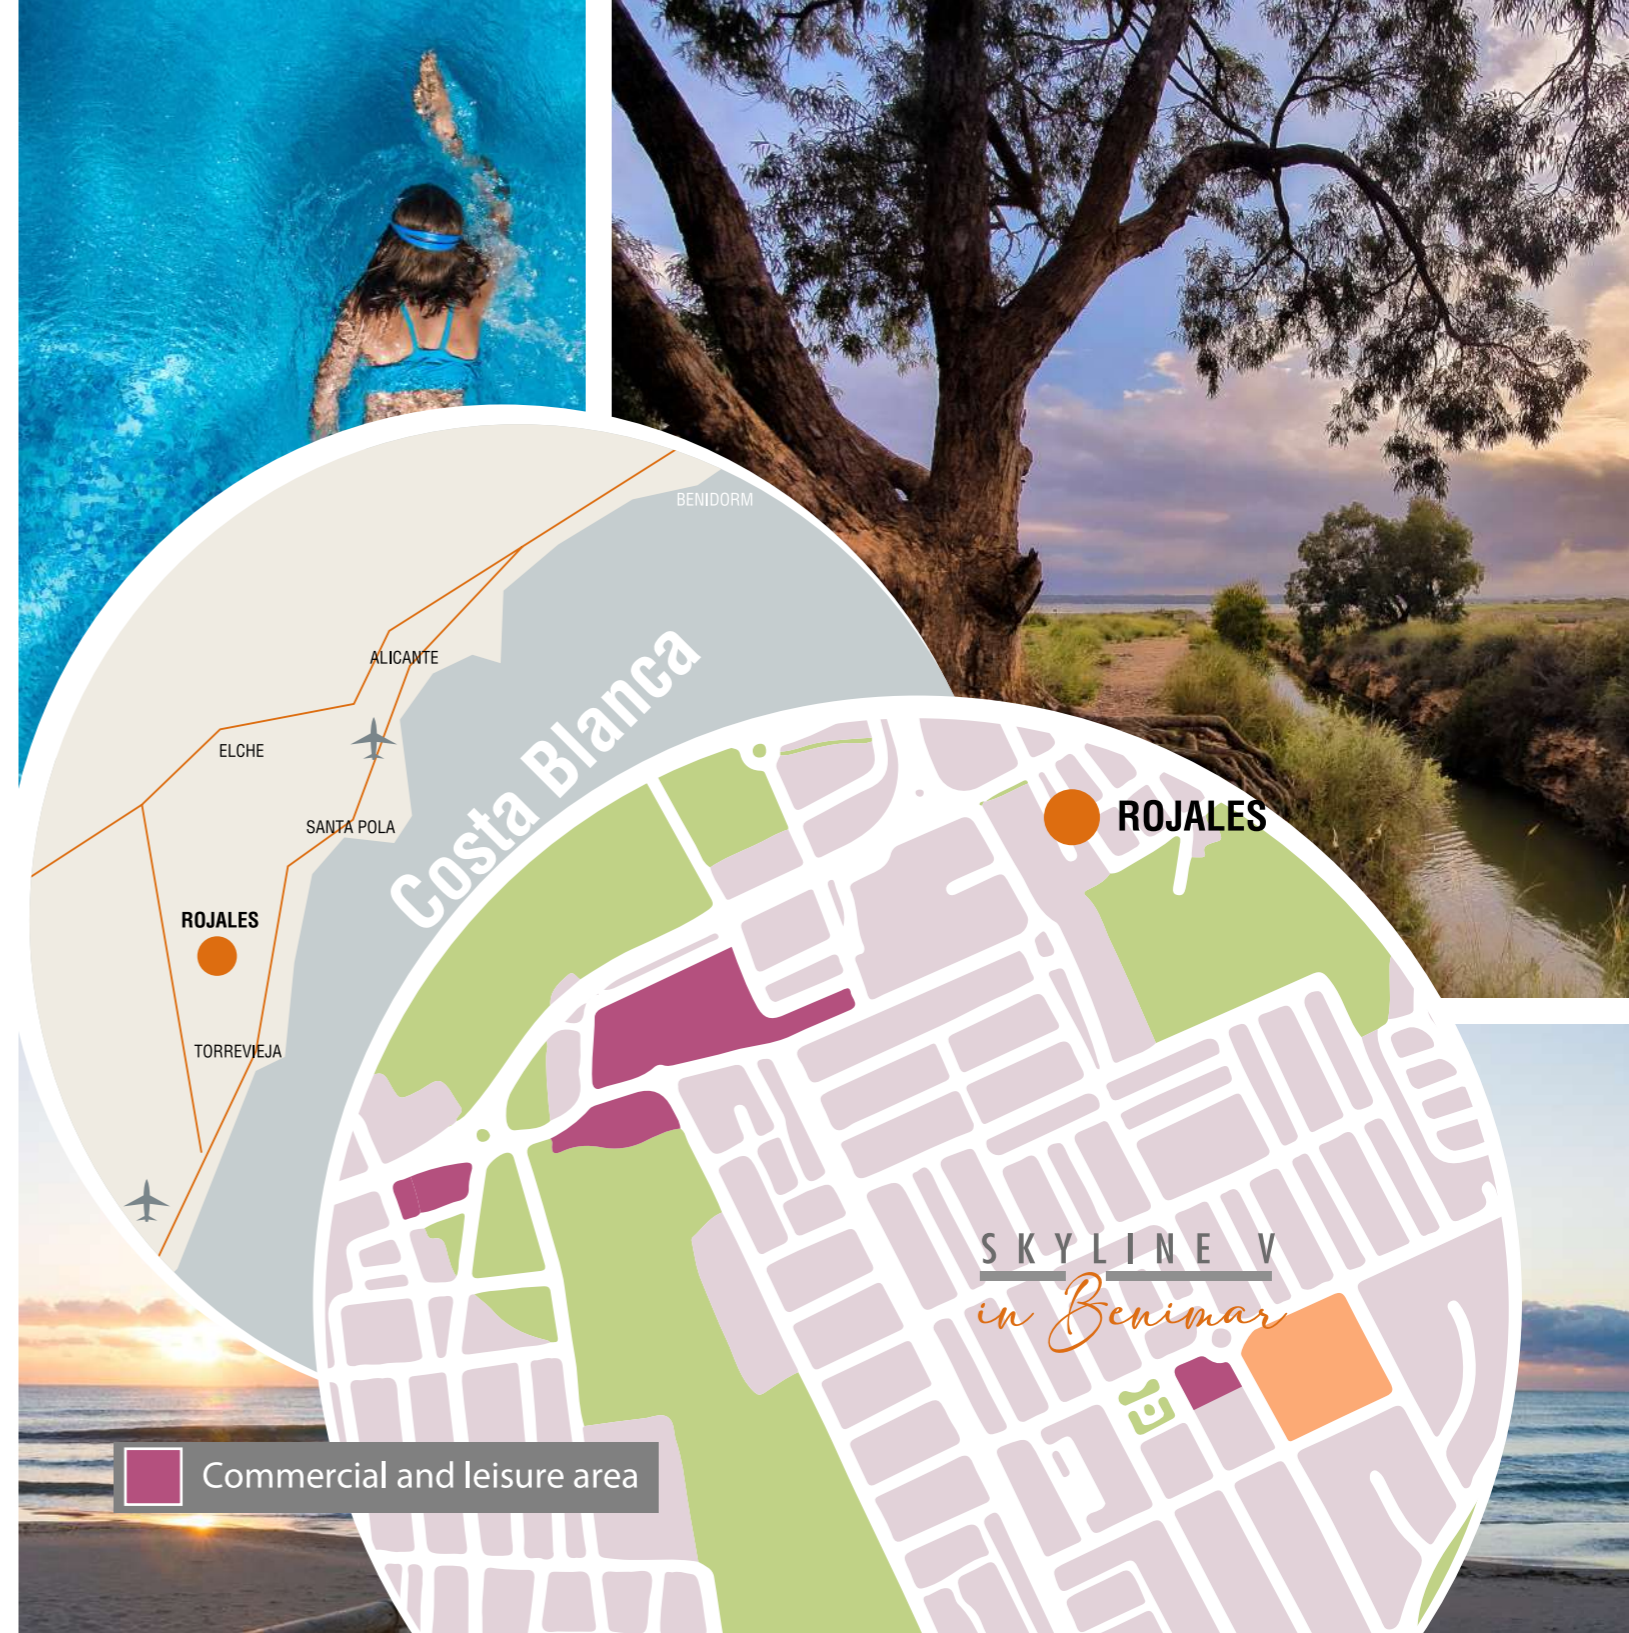 BENIDORM
ALICANTE
ELCHE
Costa Blanca
SANTA POLA
ROJALES
ROJALES
TORREVIEJA
SKYLINE V
in Benimar
Commercial and leisure area